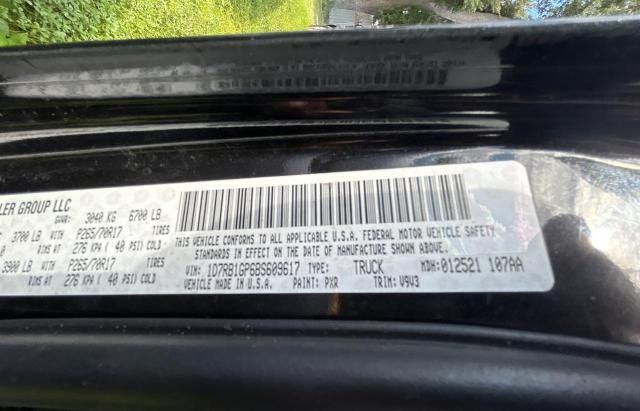 LER GROUP LLC
GVWR: 3040 KG 6700 LB
3700 LB WITH P265/70R17 TIRES
RIMS AT 276 KPA ( 40 PSI) COLD
3900 LB WITH P265/70R17 TIRES
RIMS AT 276 KPA ( 40 PSI) COLD
THIS VEHICLE CONFORMS TO ALL APPLICABLE U.S.A. FEDERAL MOTOR VEHICLE SAFETY
STANDARDS IN EFFECT ON THE DATE OF MANUFACTURE SHOWN ABOVE.
VIN: 1D7RB1GP6BS609617 TYPE: TRUCK MDH: 012521 107AA
VEHICLE MADE IN U.S.A. PAINT: PXR TRIM: V9V3